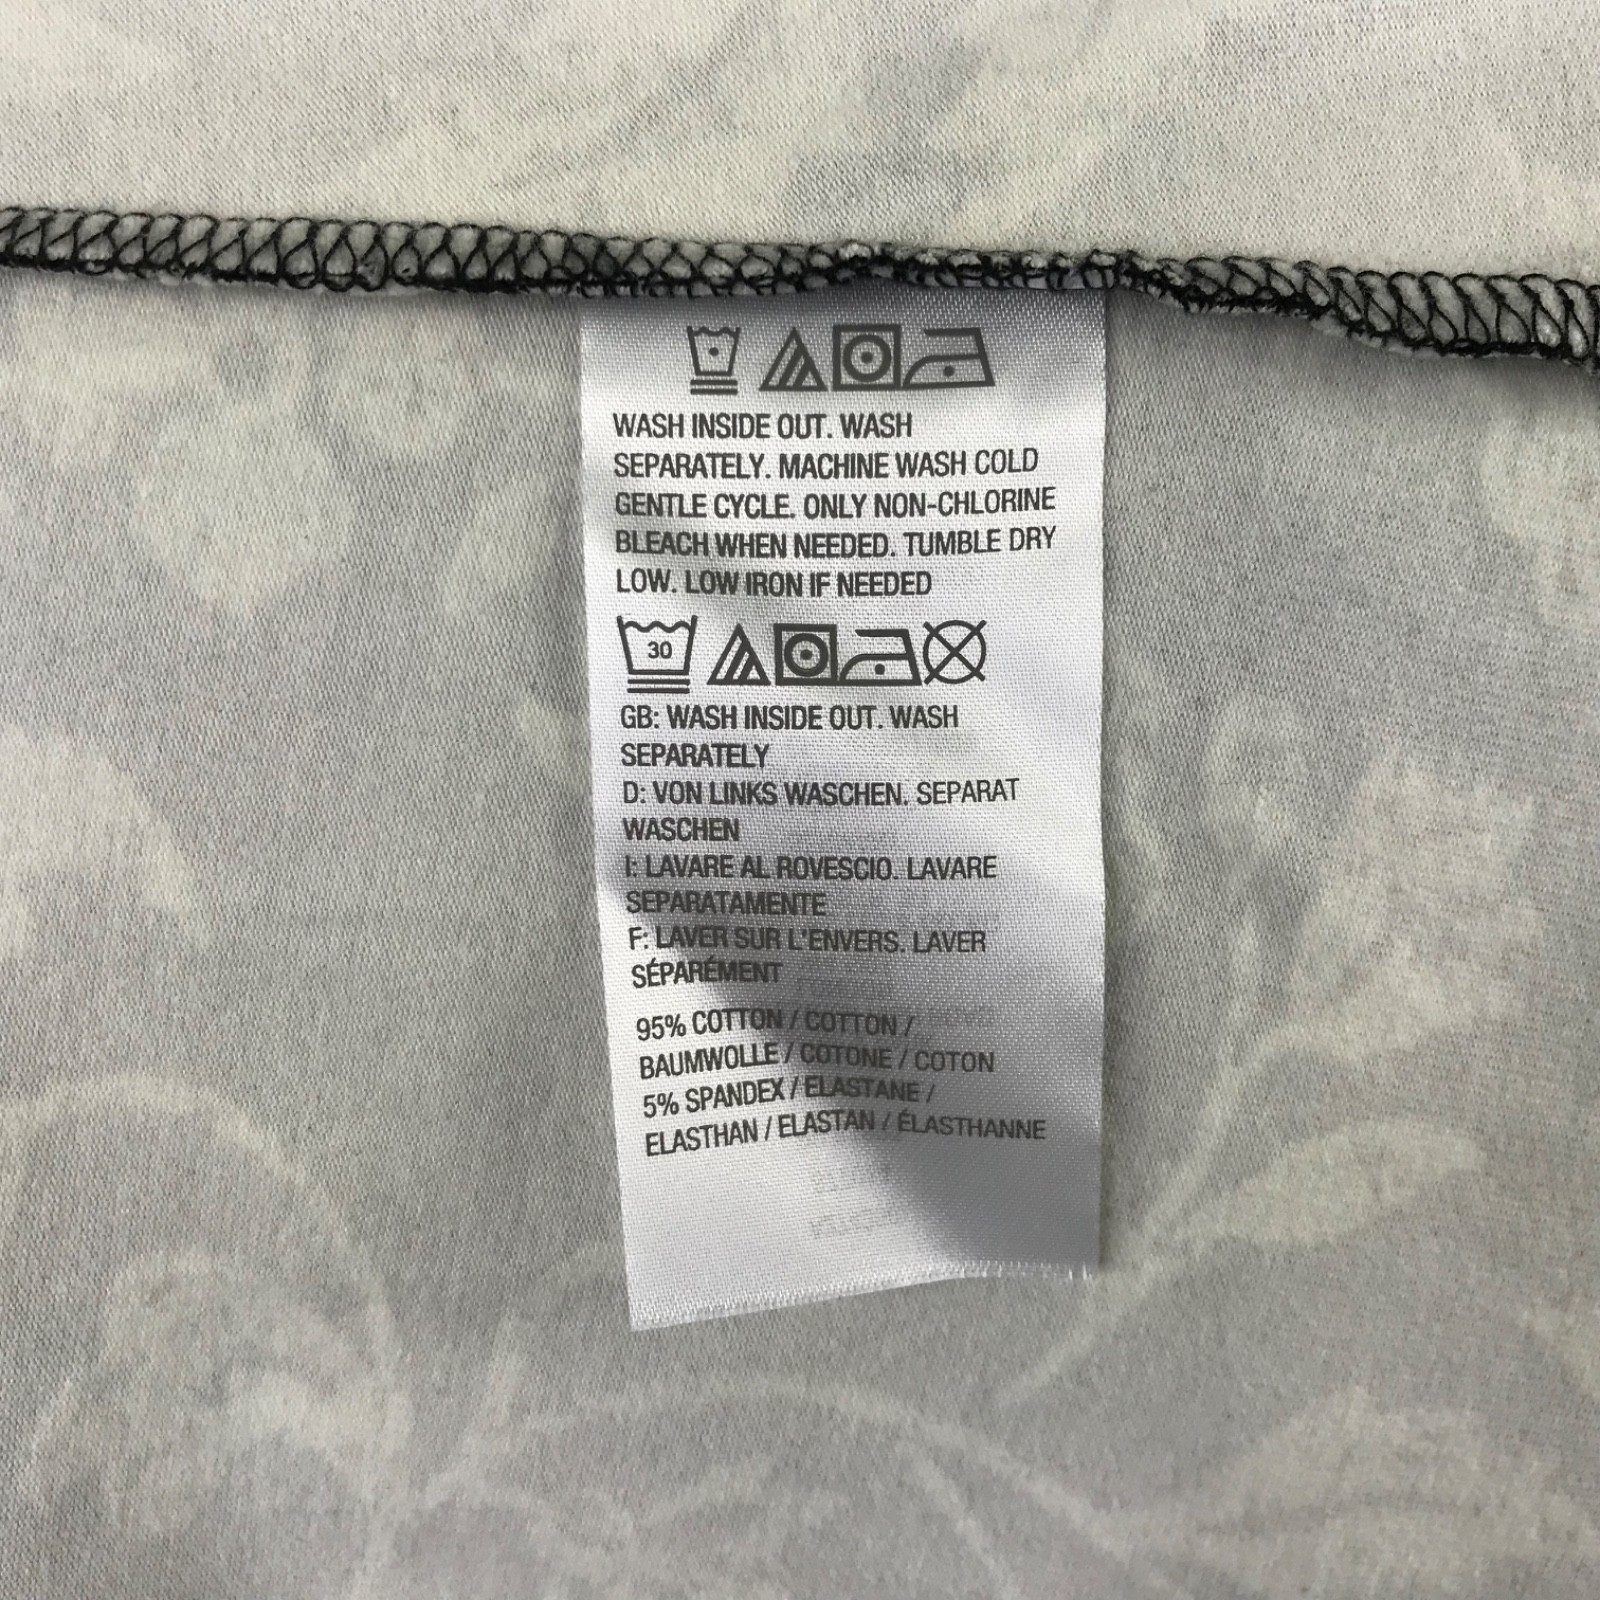 WASH INSIDE OUT. WASH
SEPARATELY. MACHINE WASH COLD
GENTLE CYCLE. ONLY NON-CHLORINE
BLEACH WHEN NEEDED. TUMBLE DRY
LOW. LOW IRON IF NEEDED
30
GB: WASH INSIDE OUT. WASH
SEPARATELY
D: VON LINKS WASCHEN. SEPARAT
WASCHEN
I: LAVARE AL ROVESCIO. LAVARE
SEPARATAMENTE
F: LAVER SUR L'ENVERS. LAVER
SÉPARÉMENT
95% COTTON / COTTON /
BAUMWOLLE / COTONE / COTON
5% SPANDEX / ELASTANE /
ELASTHAN / ELASTAN / ÉLASTHANNE